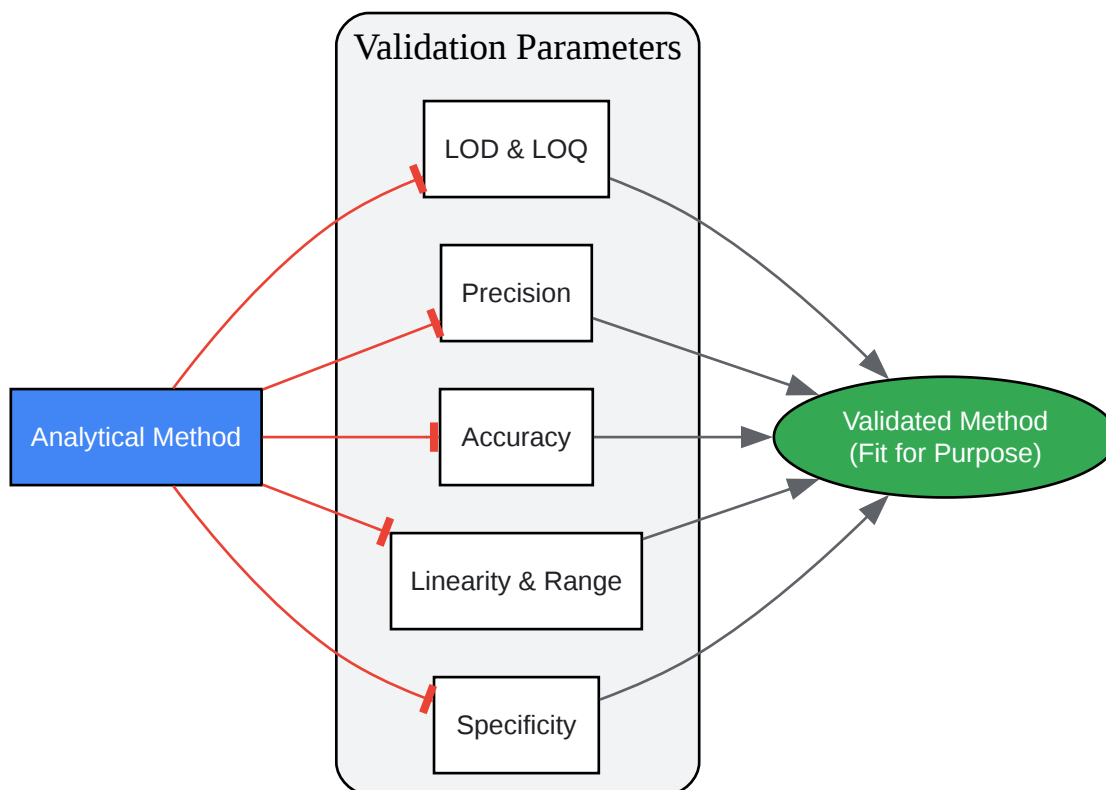 Validation Parameters
LOD & LOQ
Precision
Analytical Method
Accuracy
Validated Method
(Fit for Purpose)
Linearity & Range
Specificity